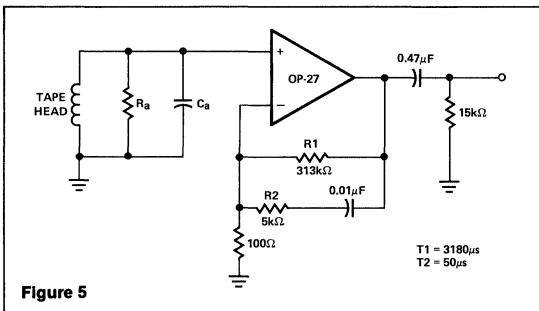 0.47μF
+
OP-27
−
TAPE
HEAD
Ra
Ca
15kΩ
R1
313kΩ
0.01μF
R2
5kΩ
100Ω
T1 = 3180μs
T2 = 50μs
Figure 5